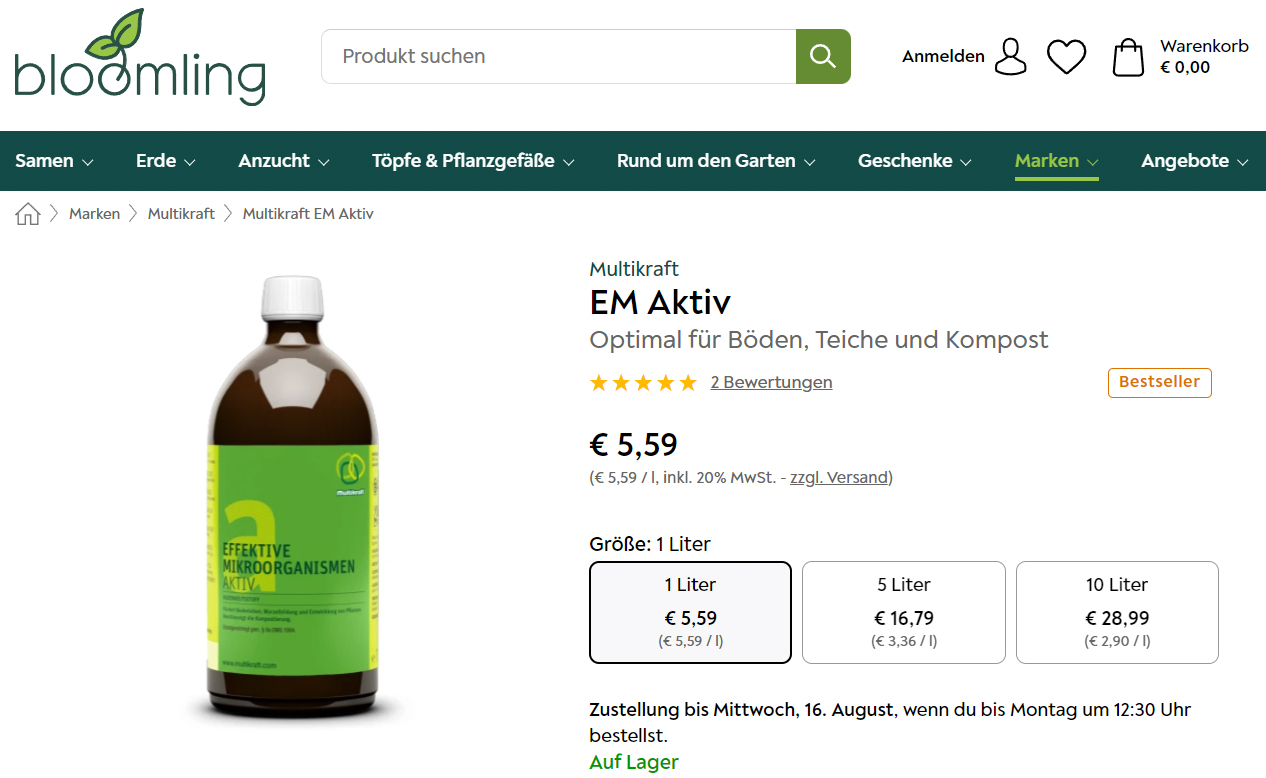 bloomling
Produkt suchen
Anmelden
Warenkorb
€ 0,00
Samen
Erde
Anzucht
Töpfe & Pflanzgefäße
Rund um den Garten
Geschenke
Marken
Angebote
Marken
Multikraft
Multikraft EM Aktiv
Multikraft
a
EFFEKTIVE
MIKROORGANISMEN
AKTIV
www.multikraft.com
Multikraft
EM Aktiv
Optimal für Böden, Teiche und Kompost
2 Bewertungen
Bestseller
€ 5,59
(€ 5,59 / l, inkl. 20% MwSt. - zzgl. Versand)
Größe: 1 Liter
1 Liter
€ 5,59
(€ 5,59 / l)
5 Liter
€ 16,79
(€ 3,36 / l)
10 Liter
€ 28,99
(€ 2,90 / l)
Zustellung bis Mittwoch, 16. August, wenn du bis Montag um 12:30 Uhr
bestellst.
Auf Lager